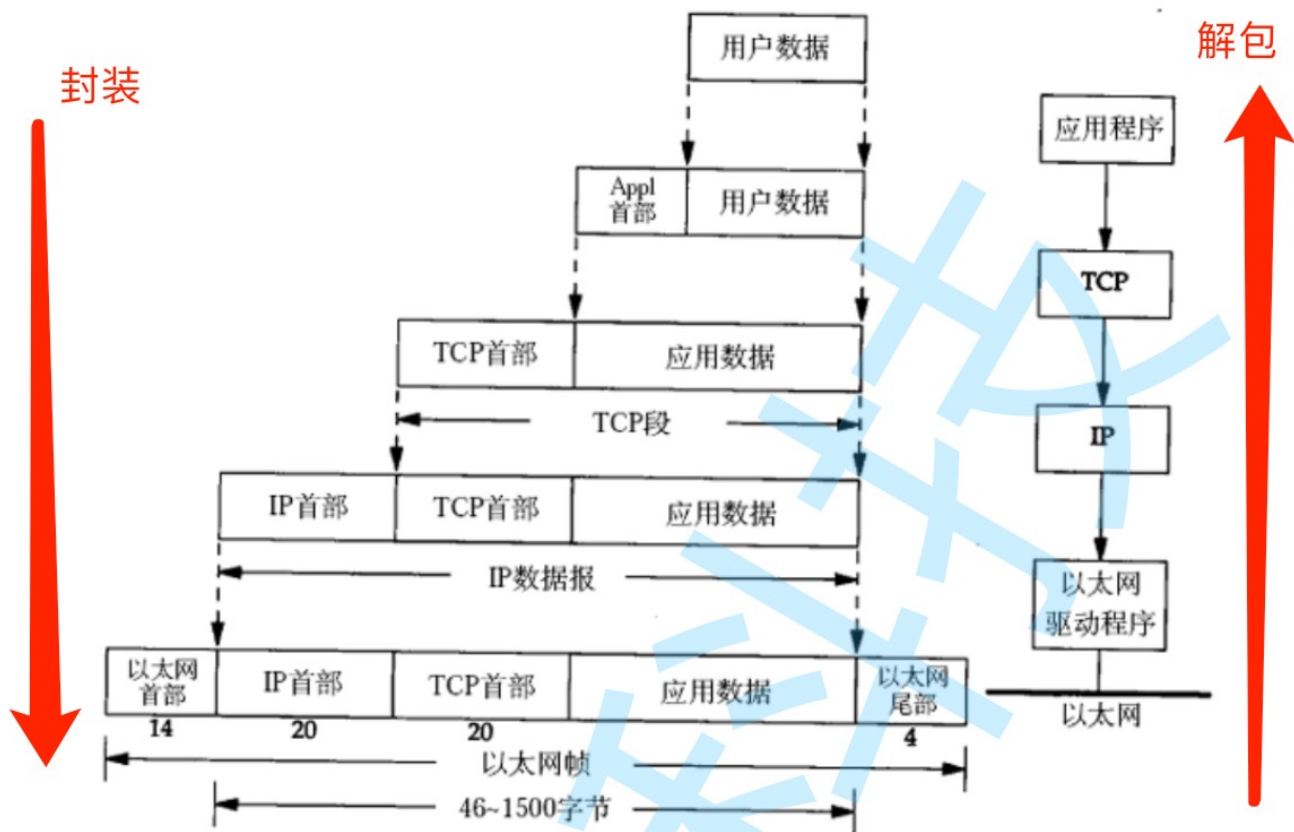 封装
解包
用户数据
应用程序
Appl
首部
用户数据
TCP
TCP首部
应用数据
TCP段
IP
IP首部
TCP首部
应用数据
IP数据报
以太网
驱动程序
以太网
首部
IP首部
TCP首部
应用数据
以太网
尾部
以太网
14
20
20
4
以太网帧
46~1500字节
科技